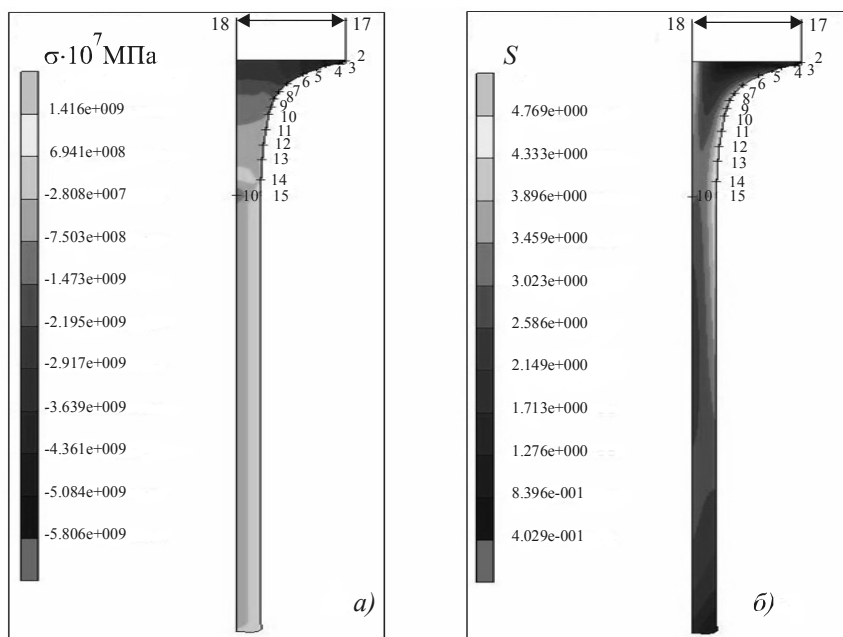 18 17
σ·10⁷МПа
1.416e+009
6.941e+008
-2.808e+007
-7.503e+008
-1.473e+009
-2.195e+009
-2.917e+009
-3.639e+009
-4.361e+009
-5.084e+009
-5.806e+009
2
3
4
5
6
7
8
9
10
11
12
13
14
10 15
а)
18 17
S
4.769e+000
4.333e+000
3.896e+000
3.459e+000
3.023e+000
2.586e+000
2.149e+000
1.713e+000
1.276e+000
8.396e-001
4.029e-001
2
3
4
5
6
7
8
9
10
11
12
13
14
10 15
б)